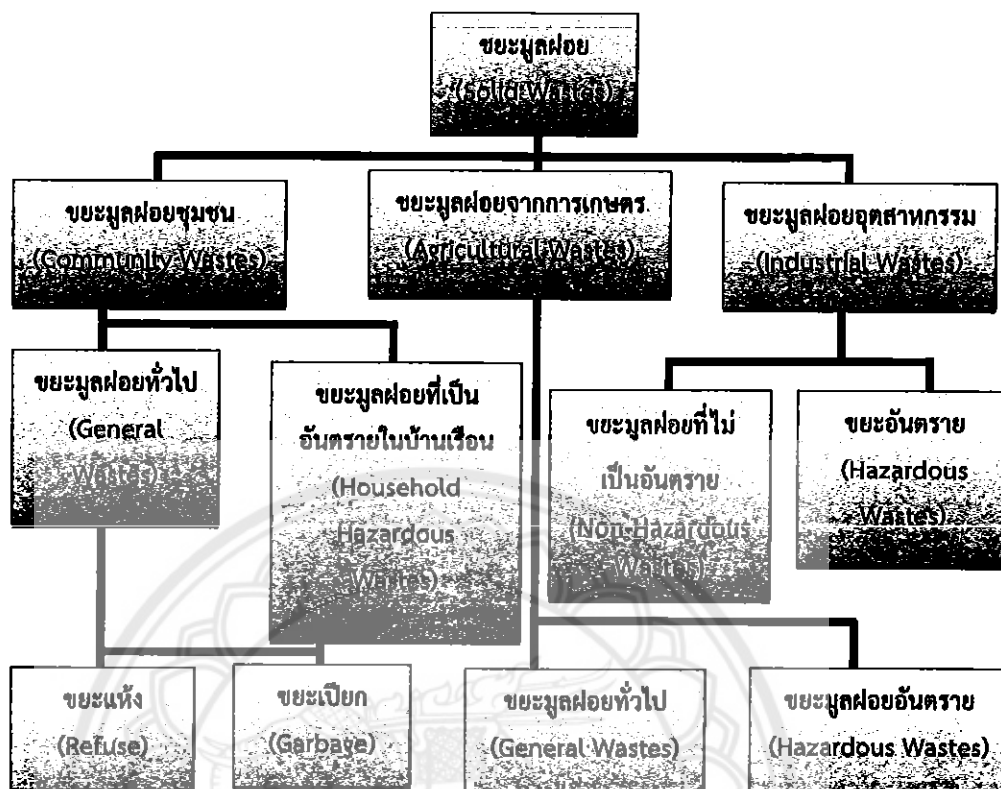 ขยะมูลฝอย
(Solid Wastes)
ขยะมูลฝอยชุมชน
(Community Wastes)
ขยะมูลฝอยจากการเกษตร
(Agricultural Wastes)
ขยะมูลฝอยอุตสาหกรรม
(Industrial Wastes)
ขยะมูลฝอยทั่วไป
(General
Wastes)
ขยะมูลฝอยที่เป็น
อันตรายในบ้านเรือน
(Household
Hazardous
Wastes)
ขยะมูลฝอยที่ไม่
เป็นอันตราย
(Non-Hazardous
Wastes)
ขยะอันตราย
(Hazardous
Wastes)
ขยะแห้ง
(Refuse)
ขยะเปียก
(Garbage)
ขยะมูลฝอยทั่วไป
(General Wastes)
ขยะมูลฝอยอันตราย
(Hazardous Wastes)